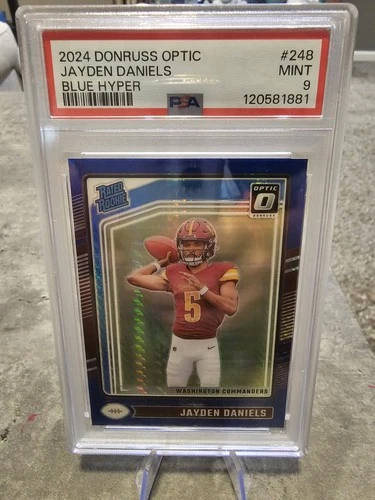 2024 DONRUSS OPTIC #248
JAYDEN DANIELS MINT
BLUE HYPER 9
PSA 120581881
RATED ROOKIE
OPTIC
DONRUSS
5
WASHINGTON COMMANDERS
JAYDEN DANIELS